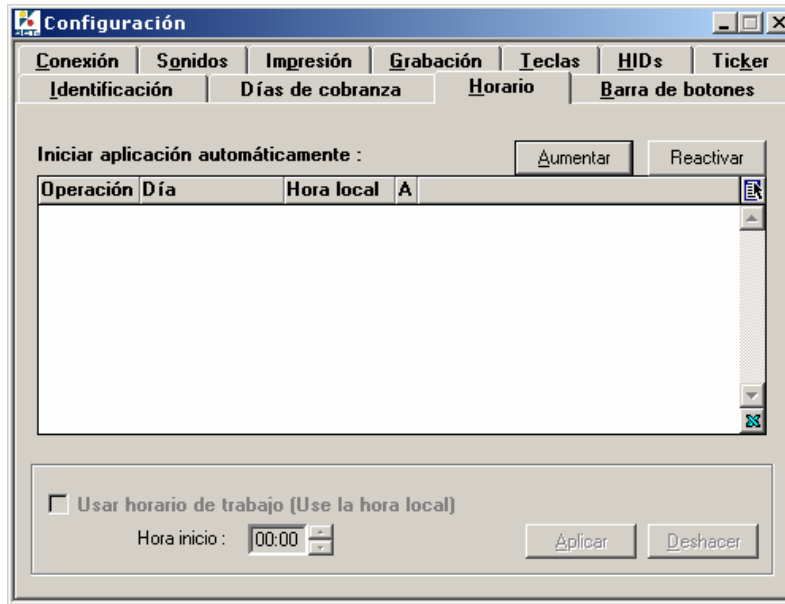 Configuración
Conexión Sonidos Impresión Grabación Teclas HIDs Ticker
Identificación Días de cobranza Horario Barra de botones
Iniciar aplicación automáticamente : Aumentar Reactivar
Operación Día Hora local A
Usar horario de trabajo (Use la hora local)
Hora inicio : 00:00 Aplicar Deshacer